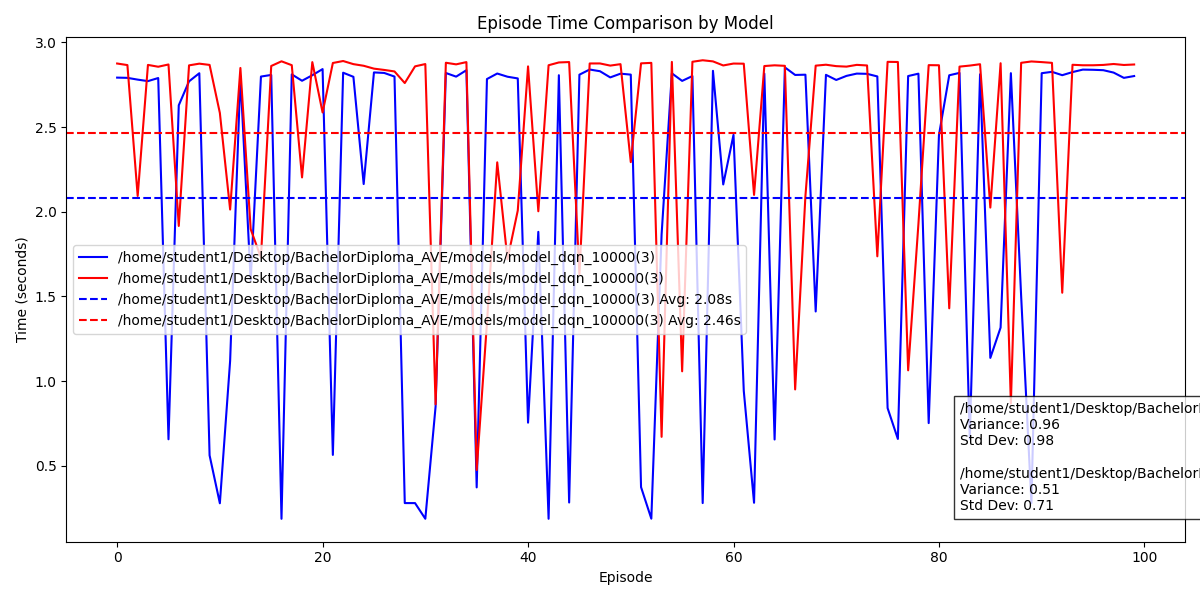 Episode Time Comparison by Model
Time (seconds)
3.0
2.5
2.0
1.5
1.0
0.5
/home/student1/Desktop/BachelorDiploma_AVE/models/model_dqn_10000(3)
/home/student1/Desktop/BachelorDiploma_AVE/models/model_dqn_100000(3)
/home/student1/Desktop/BachelorDiploma_AVE/models/model_dqn_10000(3) Avg: 2.08s
/home/student1/Desktop/BachelorDiploma_AVE/models/model_dqn_100000(3) Avg: 2.46s
/home/student1/Desktop/Bachelor
Variance: 0.96
Std Dev: 0.98
/home/student1/Desktop/Bachelor
Variance: 0.51
Std Dev: 0.71
0 20 40 60 80 100
Episode